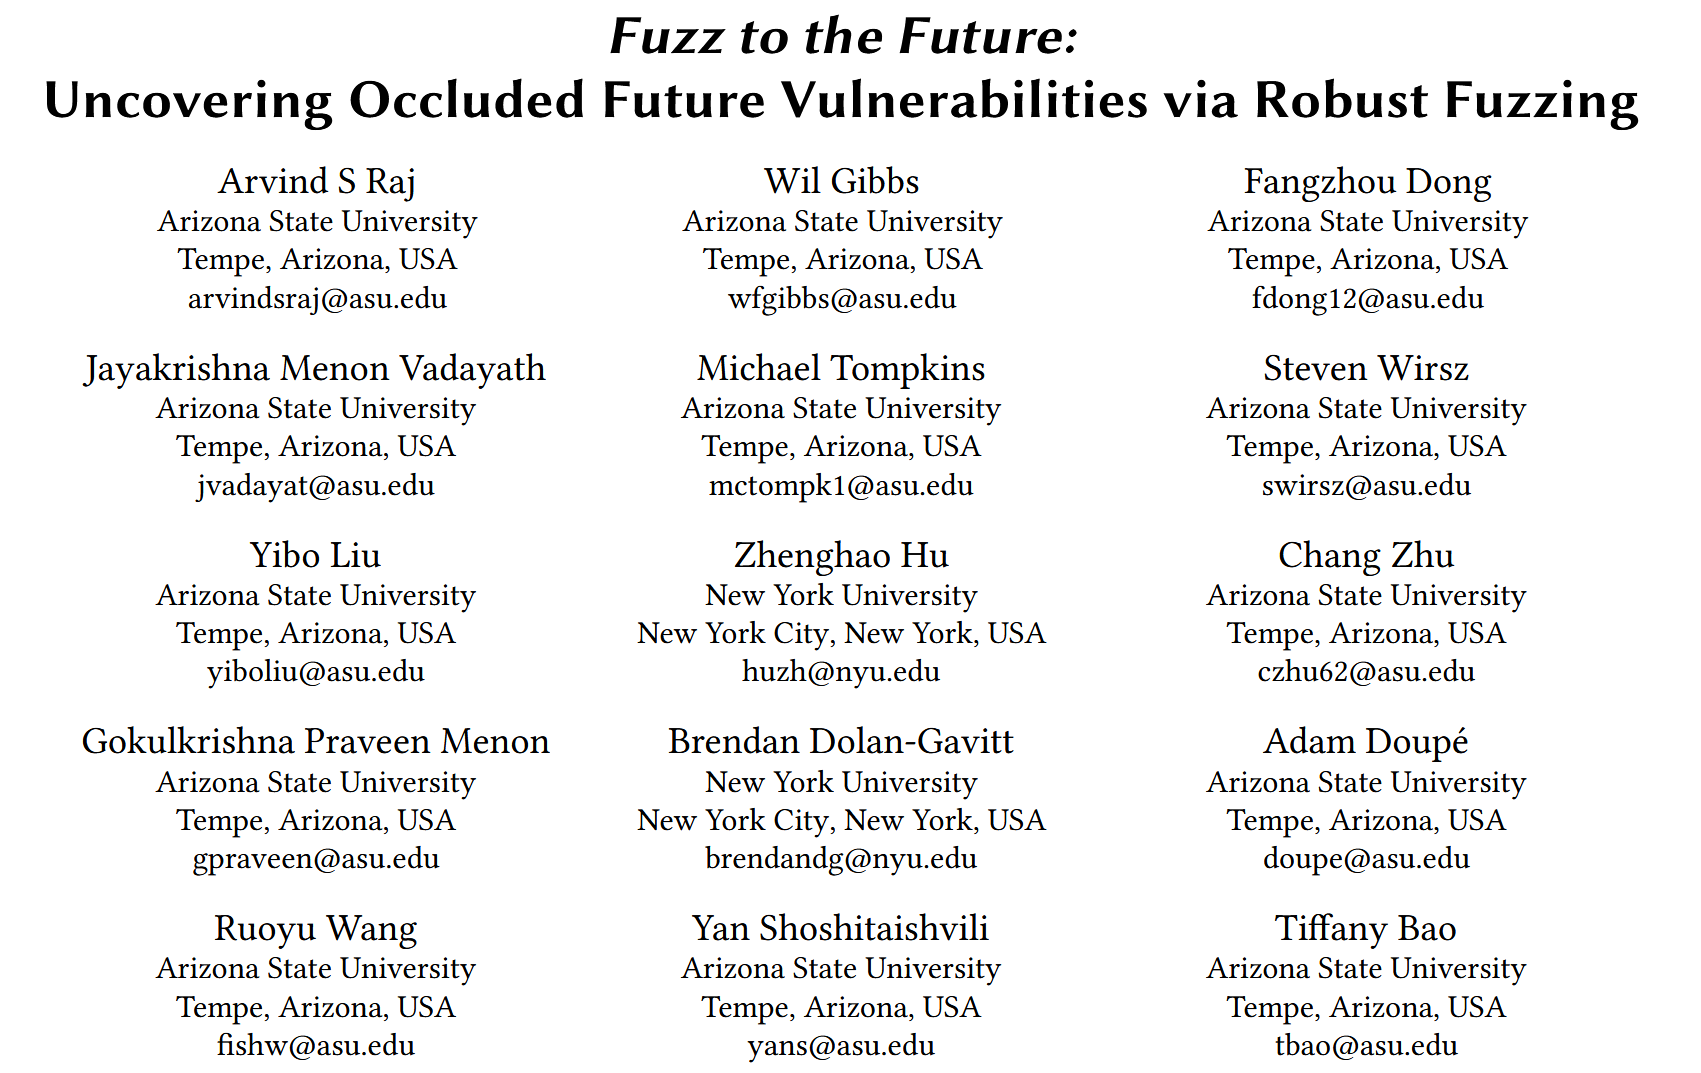 Fuzz to the Future:
Uncovering Occluded Future Vulnerabilities via Robust Fuzzing
Arvind S Raj
Arizona State University
Tempe, Arizona, USA
arvindsraj@asu.edu
Wil Gibbs
Arizona State University
Tempe, Arizona, USA
wfgibbs@asu.edu
Fangzhou Dong
Arizona State University
Tempe, Arizona, USA
fdong12@asu.edu
Jayakrishna Menon Vadayath
Arizona State University
Tempe, Arizona, USA
jvadayat@asu.edu
Michael Tompkins
Arizona State University
Tempe, Arizona, USA
mctompk1@asu.edu
Steven Wirsz
Arizona State University
Tempe, Arizona, USA
swirsz@asu.edu
Yibo Liu
Arizona State University
Tempe, Arizona, USA
yiboliu@asu.edu
Zhenghao Hu
New York University
New York City, New York, USA
huzh@nyu.edu
Chang Zhu
Arizona State University
Tempe, Arizona, USA
czhu62@asu.edu
Gokulkrishna Praveen Menon
Arizona State University
Tempe, Arizona, USA
gpraveen@asu.edu
Brendan Dolan-Gavitt
New York University
New York City, New York, USA
brendandg@nyu.edu
Adam Doupé
Arizona State University
Tempe, Arizona, USA
doupe@asu.edu
Ruoyu Wang
Arizona State University
Tempe, Arizona, USA
fishw@asu.edu
Yan Shoshitaishvili
Arizona State University
Tempe, Arizona, USA
yans@asu.edu
Tiffany Bao
Arizona State University
Tempe, Arizona, USA
tbao@asu.edu